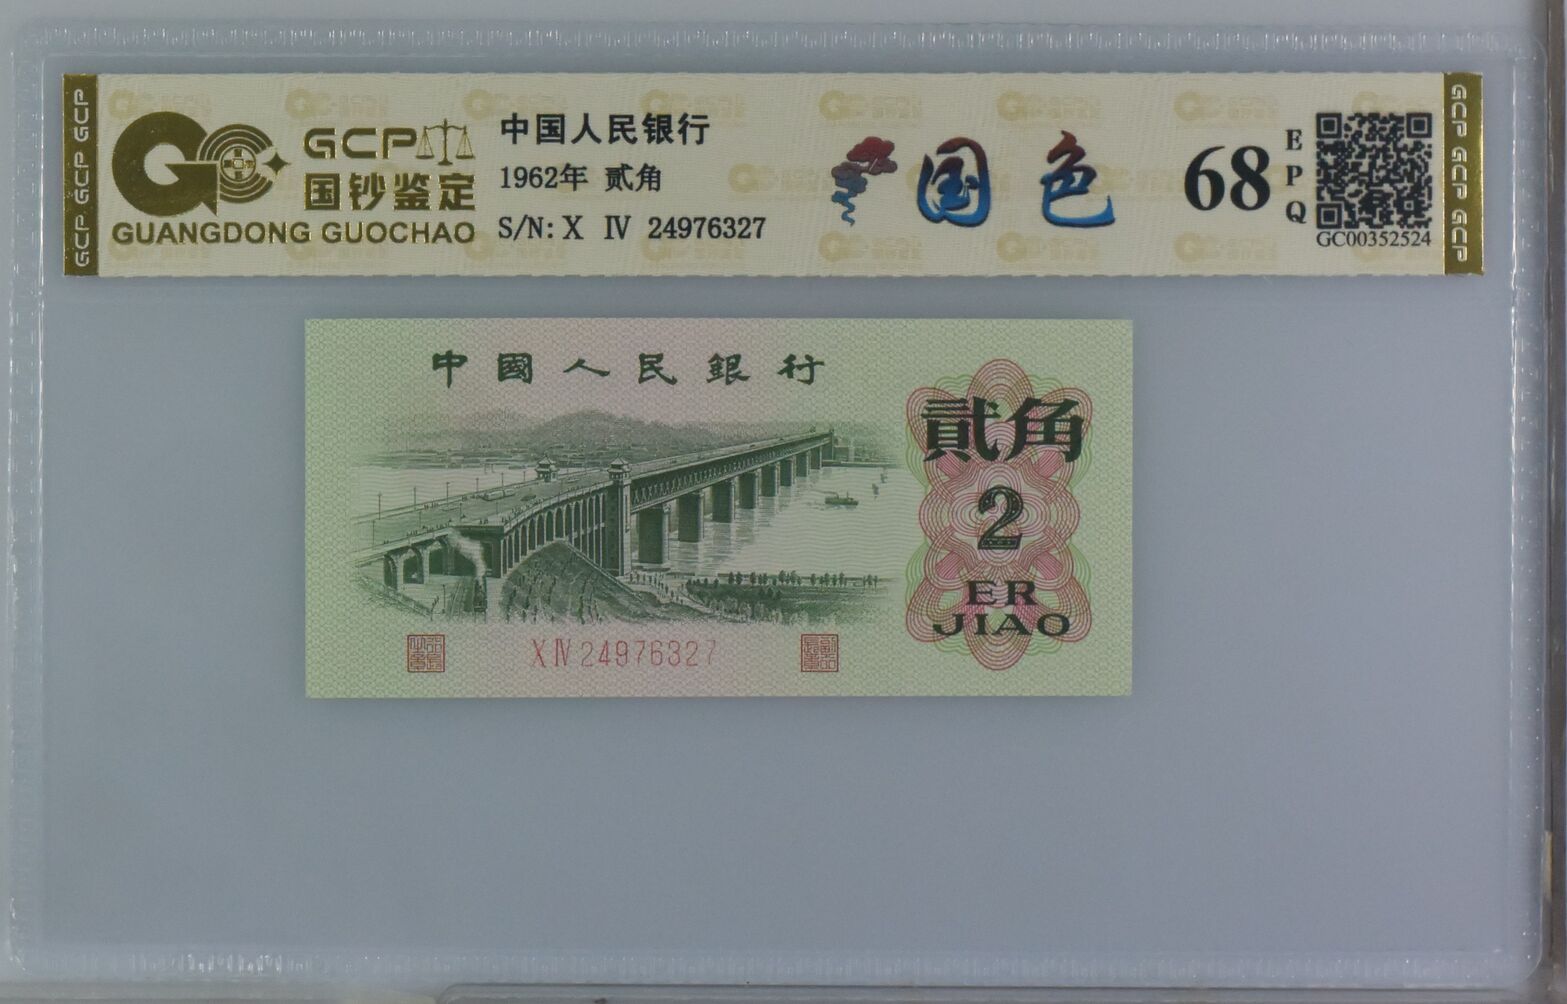 GCP GCP GCP
GCP
国钞鉴定
GUANGDONG GUOCHAO
中国人民银行
1962年 贰角
S/N: X Ⅳ 24976327
国色
68
EPQ
GC00352524
GCP GCP GCP
中國人民銀行
貳角
2
ER
JIAO
X Ⅳ 24976327